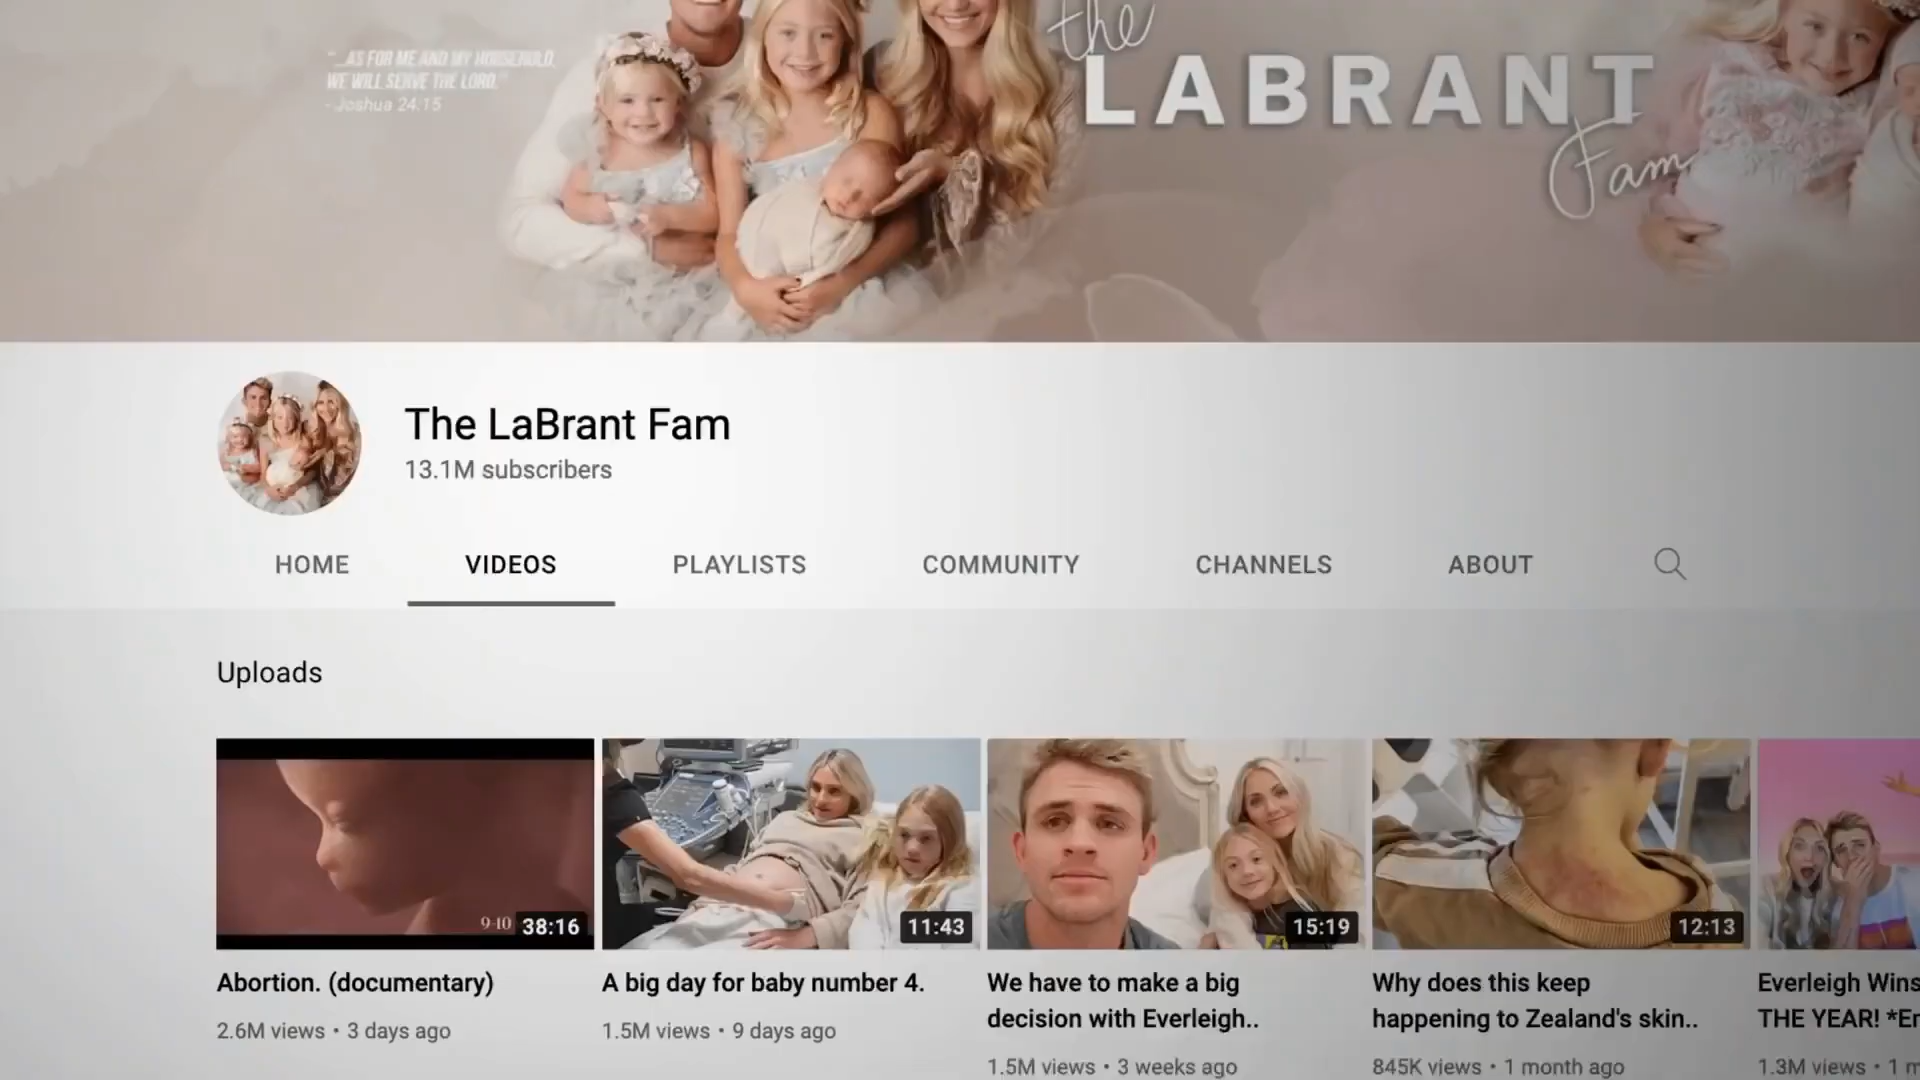 "...AS FOR ME AND MY HOUSEHOLD,
WE WILL SERVE THE LORD."
- Joshua 24:15
the
LABRANT
Fam
The LaBrant Fam
13.1M subscribers
HOME
VIDEOS
PLAYLISTS
COMMUNITY
CHANNELS
ABOUT
Uploads
9-10
38:16
11:43
15:19
12:13
Abortion. (documentary)
2.6M views • 3 days ago
A big day for baby number 4.
1.5M views • 9 days ago
We have to make a big
decision with Everleigh..
1.5M views • 3 weeks ago
Why does this keep
happening to Zealand's skin..
845K views • 1 month ago
Everleigh Wins
THE YEAR!
1.3M views • 1